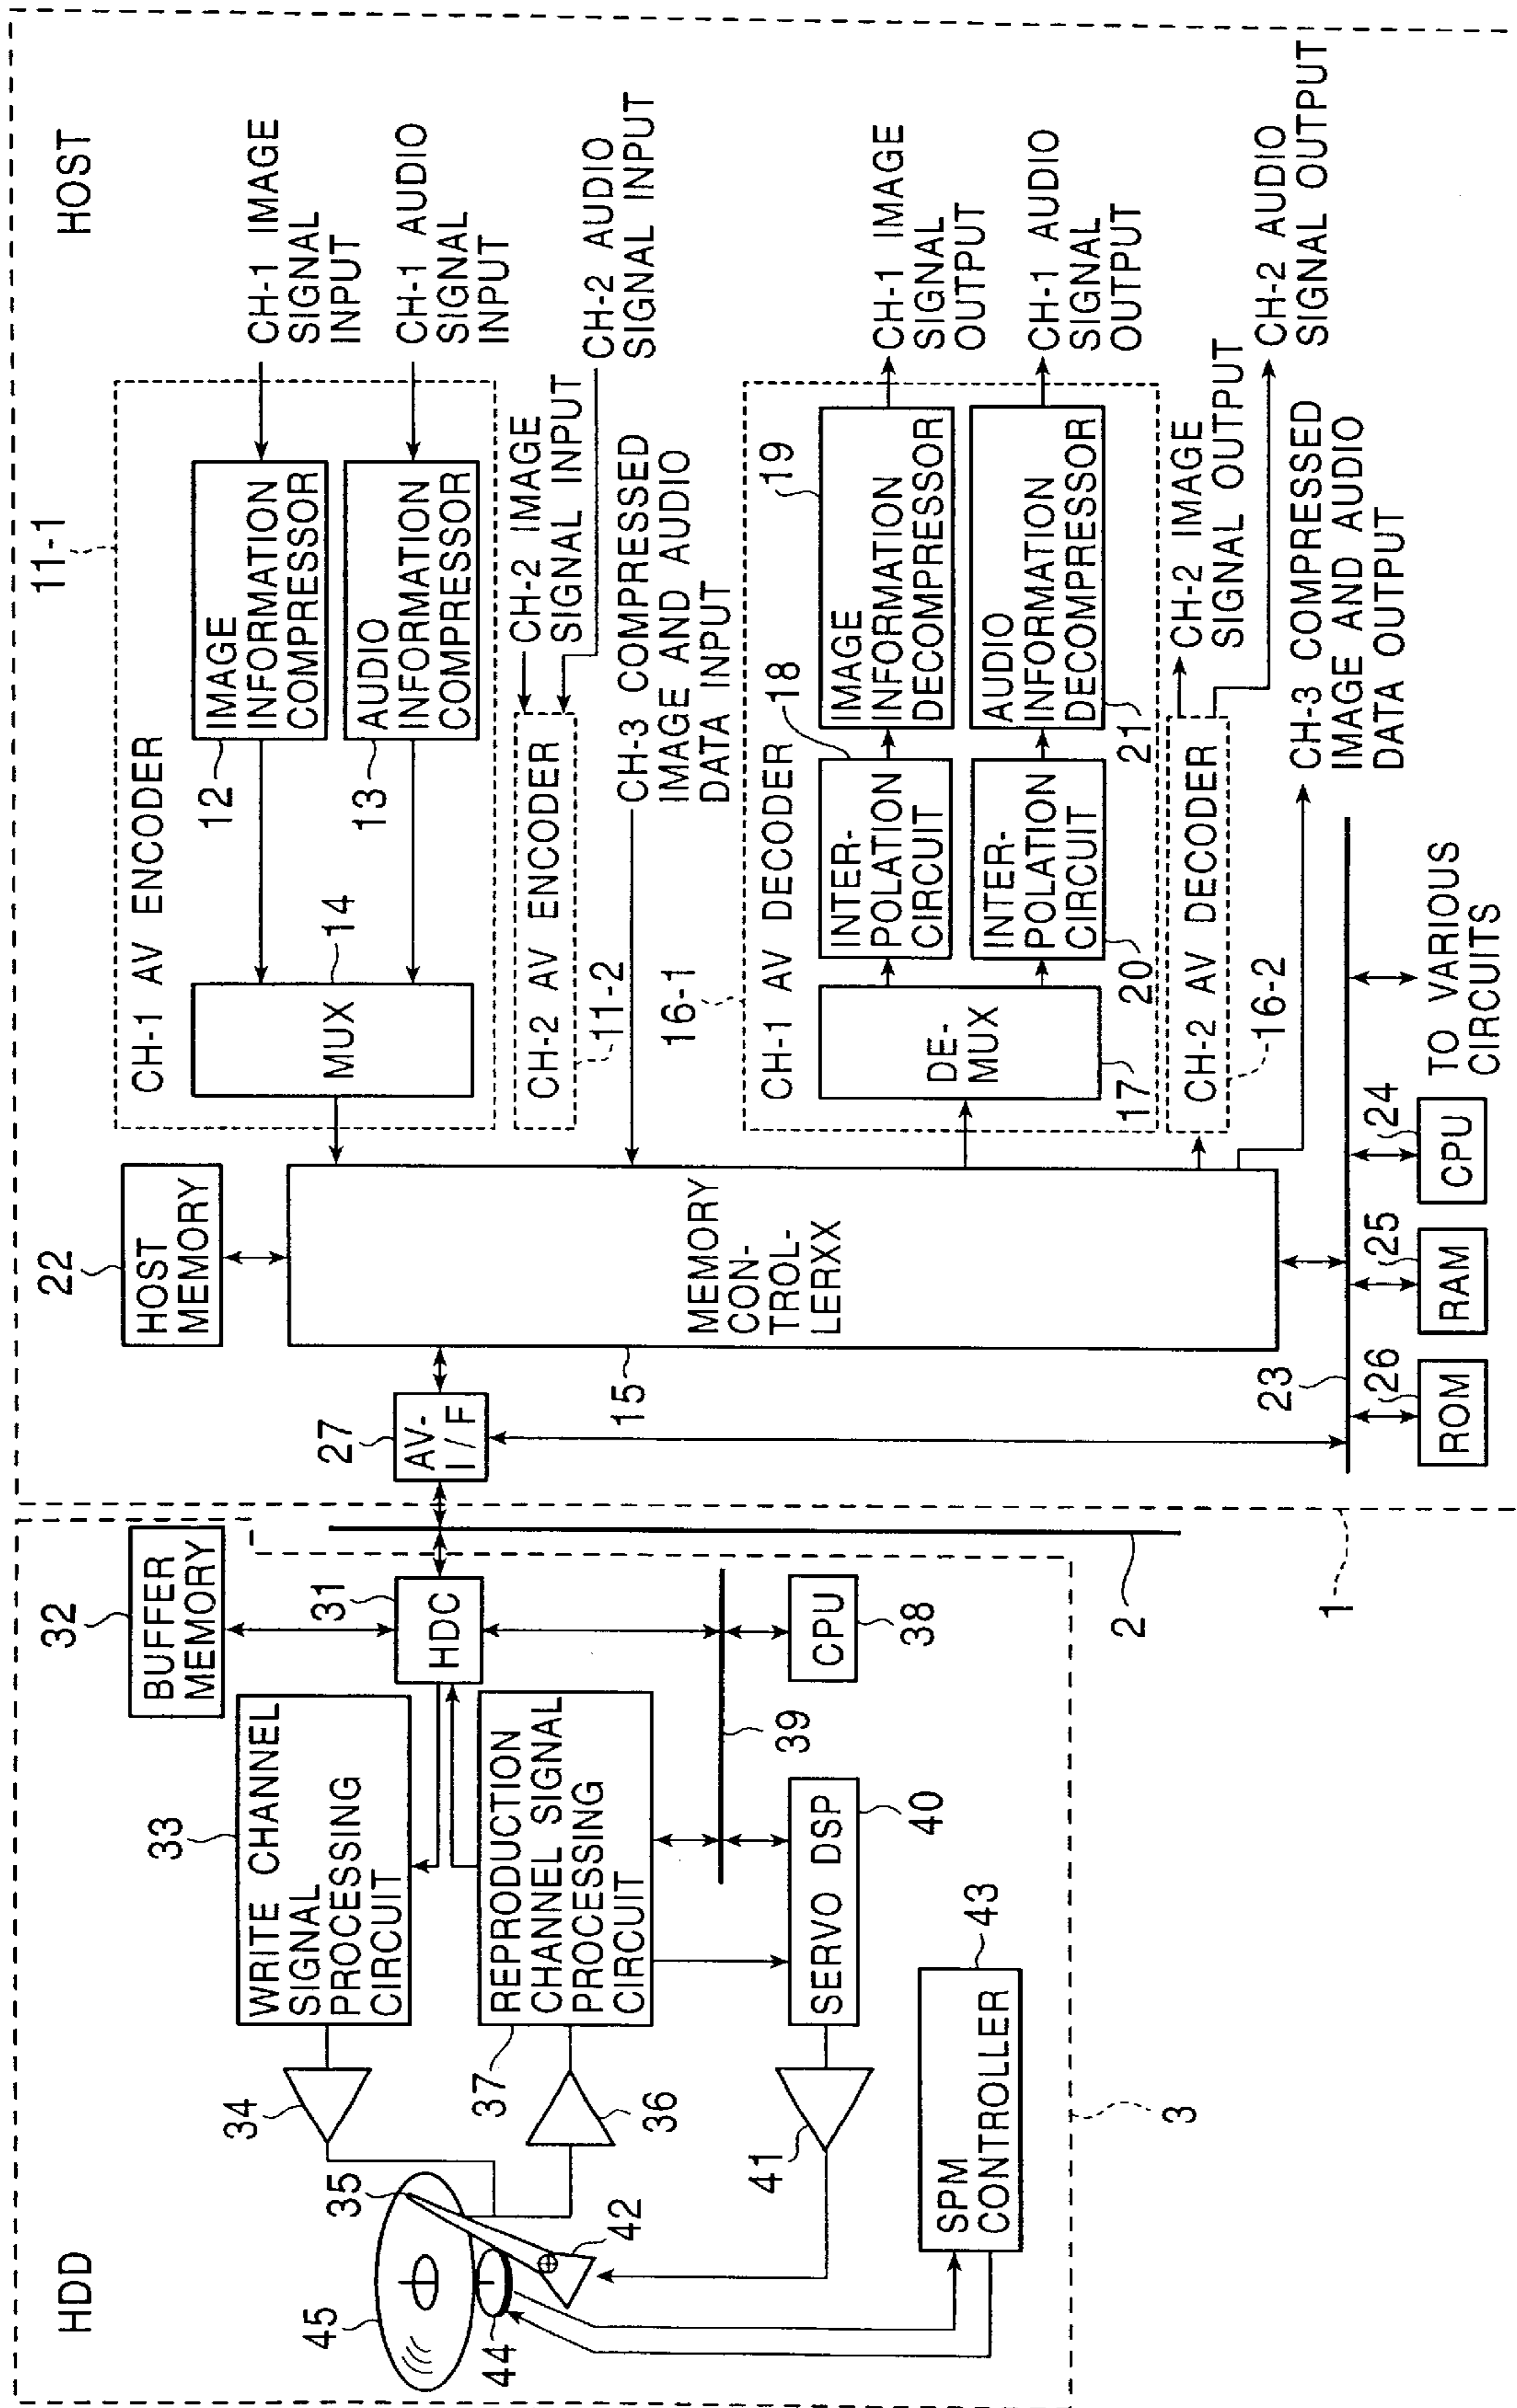 HDD
45
44
35
42
34
36
41
33
WRITE CHANNEL
SIGNAL
PROCESSING
CIRCUIT
37
REPRODUCTION
CHANNEL SIGNAL
PROCESSING
CIRCUIT
SERVO DSP
40
SPM
CONTROLLER
43
3
32
BUFFER
MEMORY
31
HDC
39
CPU
38
2
1
HOST
27
AV-
I/F
22
HOST
MEMORY
15
MEMORY
CON-
TROL-
LERXX
23
26
ROM
25
RAM
24
CPU
TO VARIOUS
CIRCUITS
11-1
CH-1 AV ENCODER
MUX
14
12
IMAGE
INFORMATION
COMPRESSOR
13
AUDIO
INFORMATION
COMPRESSOR
CH-1 IMAGE
SIGNAL
INPUT
CH-1 AUDIO
SIGNAL
INPUT
CH-2 AV ENCODER
11-2
CH-2 IMAGE
SIGNAL INPUT
CH-2 AUDIO
SIGNAL INPUT
CH-3 COMPRESSED
IMAGE AND AUDIO
DATA INPUT
16-1
CH-1 AV DECODER
DE-
MUX
17
18
INTER-
POLATION
CIRCUIT
INTER-
POLATION
CIRCUIT
20
19
IMAGE
INFORMATION
DECOMPRESSOR
AUDIO
INFORMATION
DECOMPRESSOR
21
CH-1 IMAGE
SIGNAL
OUTPUT
CH-1 AUDIO
SIGNAL
OUTPUT
CH-2 AV DECODER
16-2
CH-2 IMAGE
SIGNAL OUTPUT
CH-2 AUDIO
SIGNAL OUTPUT
CH-3 COMPRESSED
IMAGE AND AUDIO
DATA OUTPUT